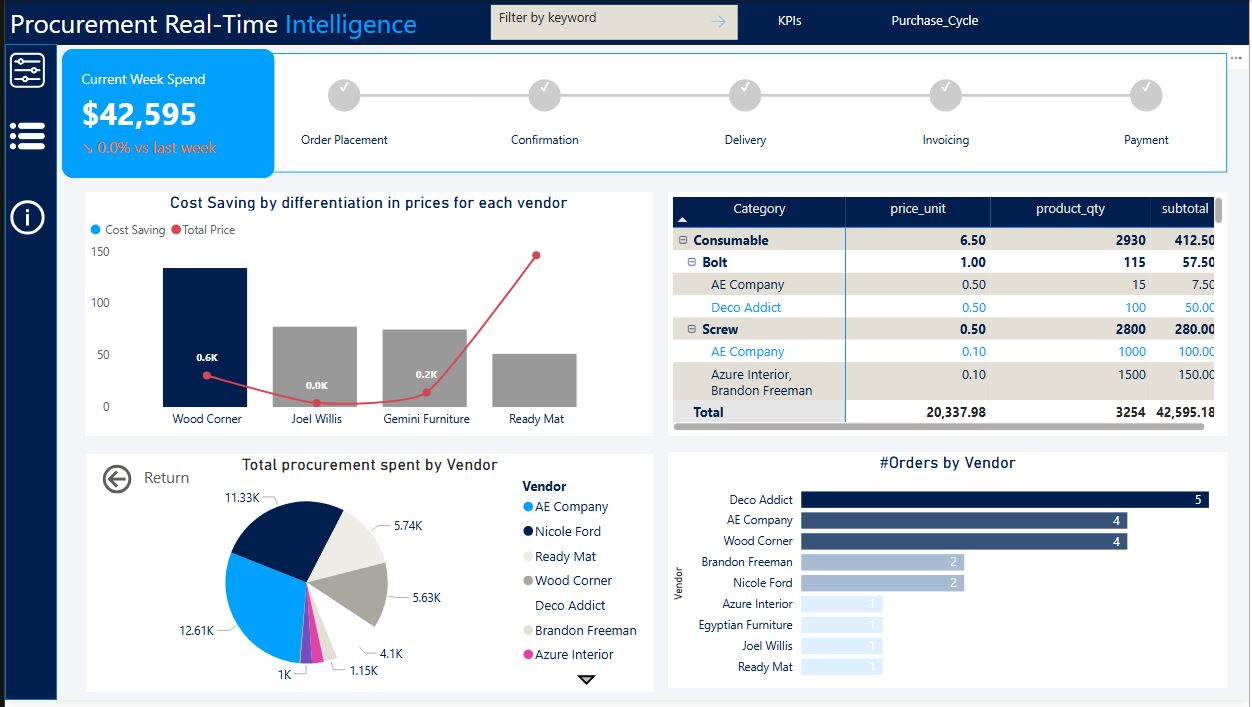 Procurement Real-Time Intelligence
Filter by keyword
KPIs
Purchase_Cycle
Current Week Spend
$42,595
↘ 0.0% vs last week
Order Placement
Confirmation
Delivery
Invoicing
Payment
Cost Saving by differentiation in prices for each vendor
Cost Saving Total Price
150
100
50
0
0.6K
0.0K
0.2K
Wood Corner
Joel Willis
Gemini Furniture
Ready Mat
Category price_unit product_qty subtotal
Consumable 6.50 2930 412.50
Bolt 1.00 115 57.50
AE Company 0.50 15 7.50
Deco Addict 0.50 100 50.00
Screw 0.50 2800 280.00
AE Company 0.10 1000 100.00
Azure Interior, 0.10 1500 150.00
Brandon Freeman
Total 20,337.98 3254 42,595.18
Return
Total procurement spent by Vendor
11.33K
5.74K
5.63K
4.1K
1.15K
1K
12.61K
Vendor
AE Company
Nicole Ford
Ready Mat
Wood Corner
Deco Addict
Brandon Freeman
Azure Interior
#Orders by Vendor
Vendor
Deco Addict 5
AE Company 4
Wood Corner 4
Brandon Freeman 2
Nicole Ford 2
Azure Interior 1
Egyptian Furniture 1
Joel Willis 1
Ready Mat 1